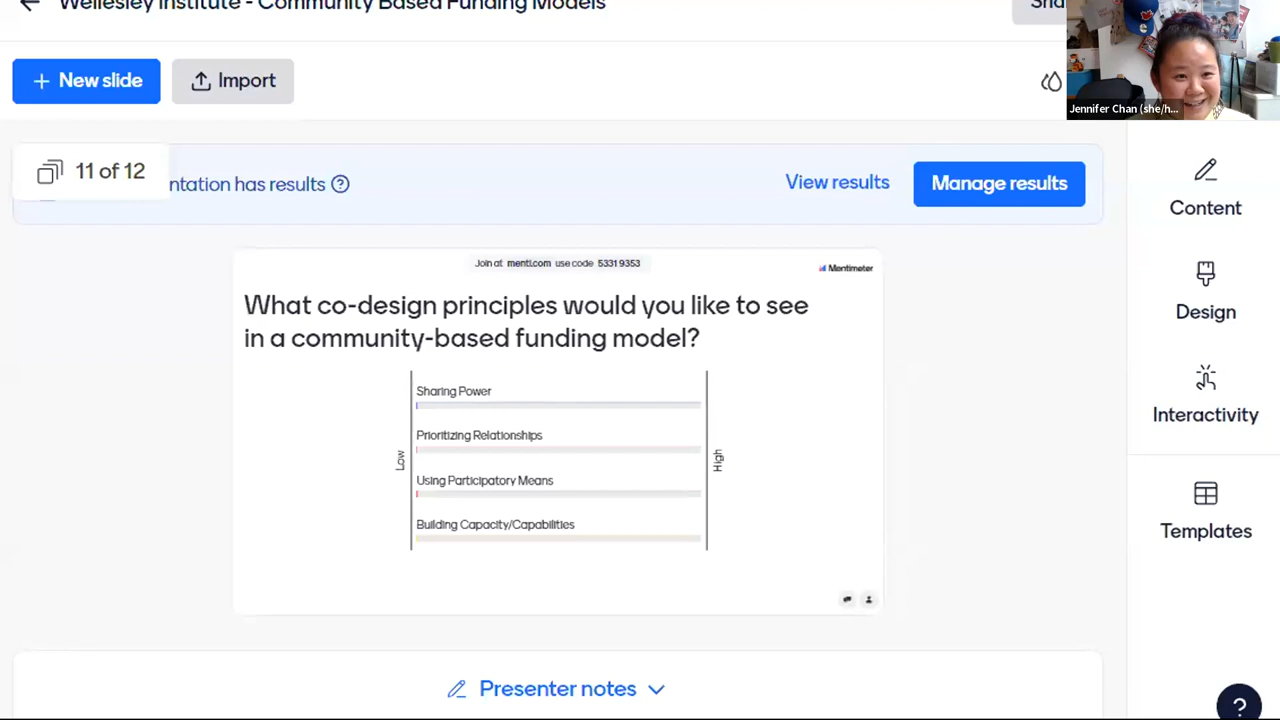 Wellesley Institute - Community Based Funding Models
Sha
New slide
Import
Jennifer Chan (she/h...
11 of 12
ntation has results
View results
Manage results
Content
Join at menti.com use code 5331 9353
Mentimeter
What co-design principles would you like to see
in a community-based funding model?
Design
Sharing Power
Interactivity
Prioritizing Relationships
Low
High
Using Participatory Means
Templates
Building Capacity/Capabilities
Presenter notes
?